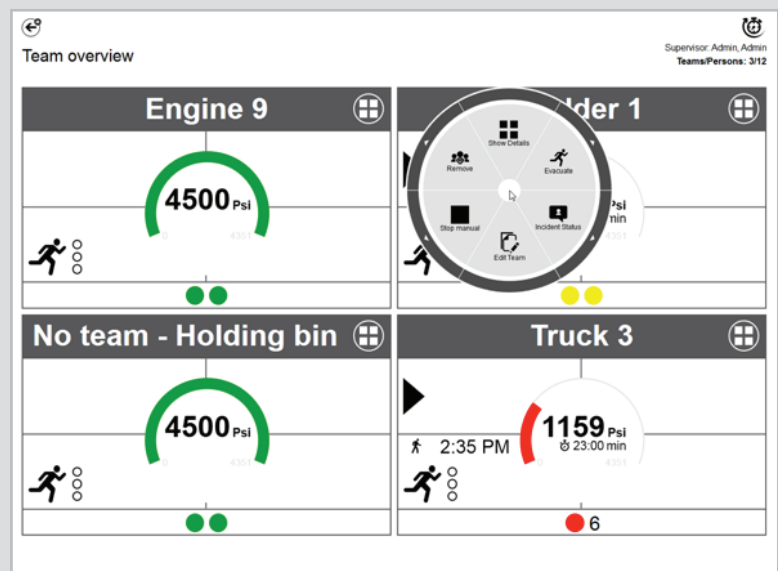 Team overview
Supervisor: Admin, Admin
Teams/Persons: 3/12
Engine 9
4500 Psi
0 4351
dder 1
Show Details
Remove
Evacuate
Stop manual
Incident Status
Edit Team
Psi
min
No team - Holding bin
4500 Psi
0 4351
Truck 3
1159 Psi
23:00 min
2:35 PM
0 4351
6